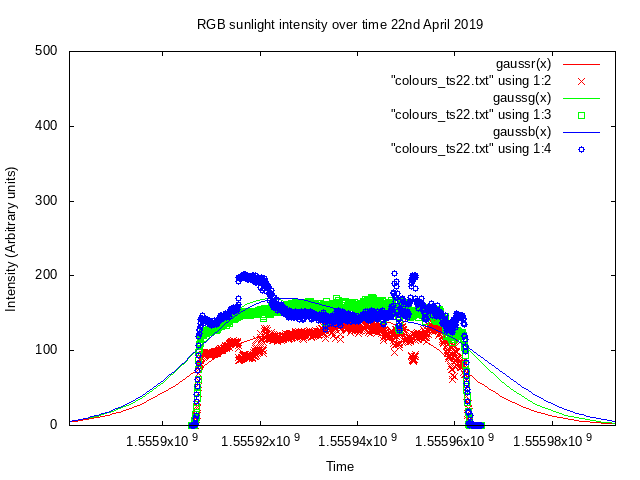 RGB sunlight intensity over time 22nd April 2019
500
gaussr(x)
"colours_ts22.txt" using 1:2
gaussg(x)
"colours_ts22.txt" using 1:3
gaussb(x)
"colours_ts22.txt" using 1:4
400
300
200
100
0
Intensity (Arbitrary units)
1.5559x10 9
1.55592x10 9
1.55594x10 9
1.55596x10 9
1.55598x10 9
Time